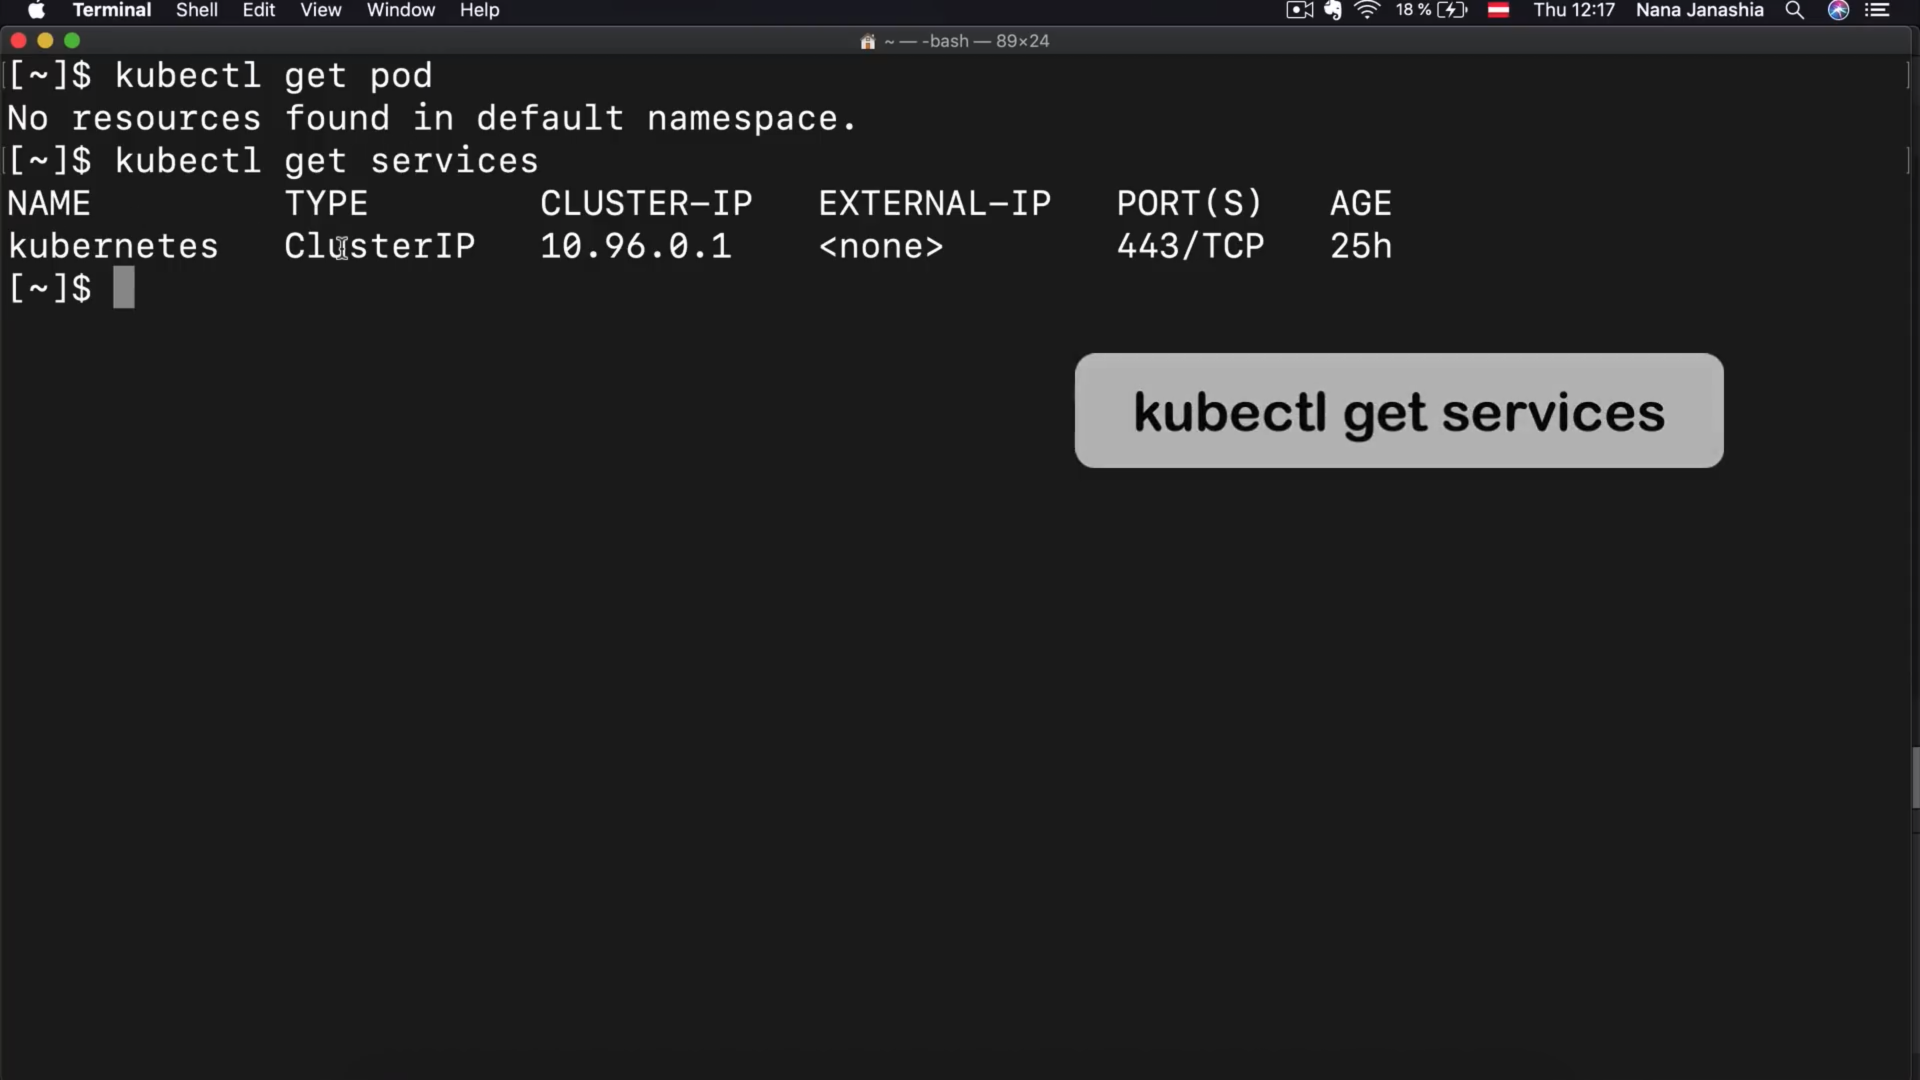 Terminal Shell Edit View Window Help 18 % Thu 12:17 Nana Janashia
~ — -bash — 89×24
[~]$ kubectl get pod
No resources found in default namespace.
[~]$ kubectl get services
NAME TYPE CLUSTER-IP EXTERNAL-IP PORT(S) AGE
kubernetes ClusterIP 10.96.0.1 <none> 443/TCP 25h
[~]$
kubectl get services